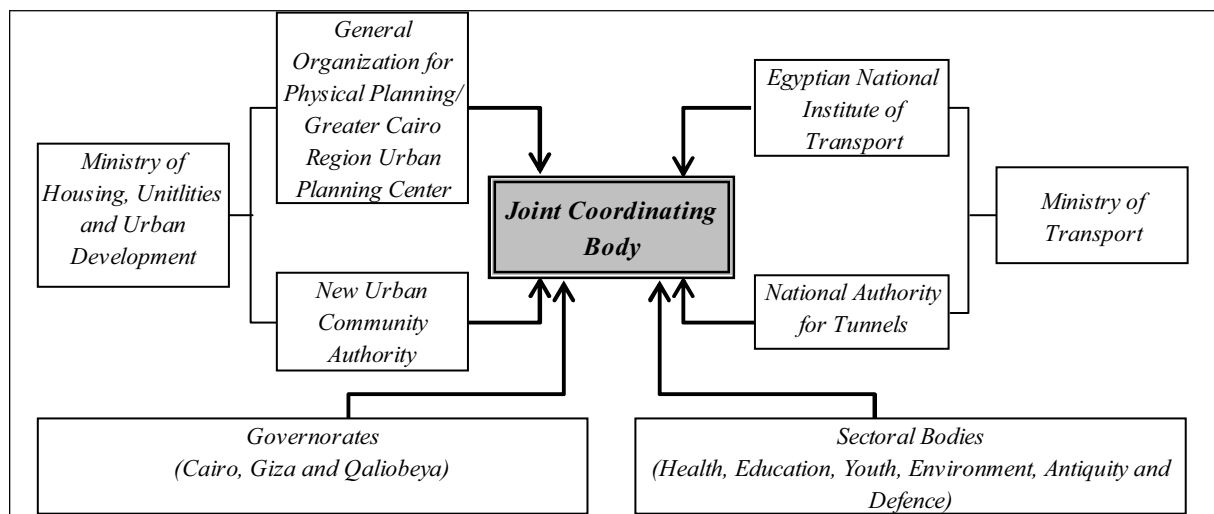 General
Organization for
Physical Planning/
Greater Cairo
Region Urban
Planning Center
Egyptian National
Institute of
Transport
Ministry of
Housing, Unitlities
and Urban
Development
Joint Coordinating
Body
Ministry of
Transport
New Urban
Community
Authority
National Authority
for Tunnels
Governorates
(Cairo, Giza and Qaliobeya)
Sectoral Bodies
(Health, Education, Youth, Environment, Antiquity and
Defence)